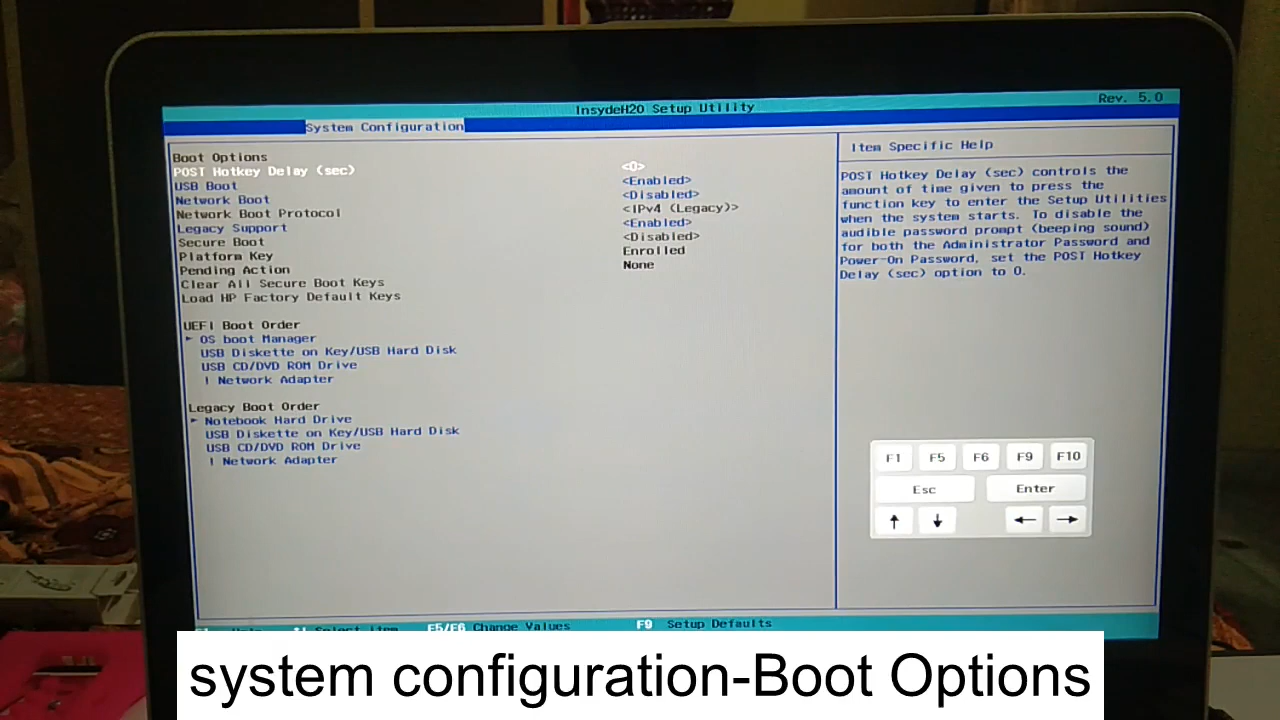 InsydeH20 Setup Utility
Rev. 5.0
System Configuration
Boot Options
POST Hotkey Delay (sec) <0>
USB Boot <Enabled>
Network Boot <Disabled>
Network Boot Protocol <IPv4 (Legacy)>
Legacy Support <Enabled>
Secure Boot <Disabled>
Platform Key Enrolled
Pending Action None
Clear All Secure Boot Keys
Load HP Factory Default Keys
UEFI Boot Order
► OS boot Manager
USB Diskette on Key/USB Hard Disk
USB CD/DVD ROM Drive
! Network Adapter
Legacy Boot Order
► Notebook Hard Drive
USB Diskette on Key/USB Hard Disk
USB CD/DVD ROM Drive
! Network Adapter
Item Specific Help
POST Hotkey Delay (sec) controls the
amount of time given to press the
function key to enter the Setup Utilities
when the system starts. To disable the
audible password prompt (beeping sound)
for both the Administrator Password and
Power-On Password, set the POST Hotkey
Delay (sec) option to 0.
F1 F5 F6 F9 F10
Esc Enter
↑ ↓ ← →
Select Item F5/F6 Change Values F9 Setup Defaults
system configuration-Boot Options